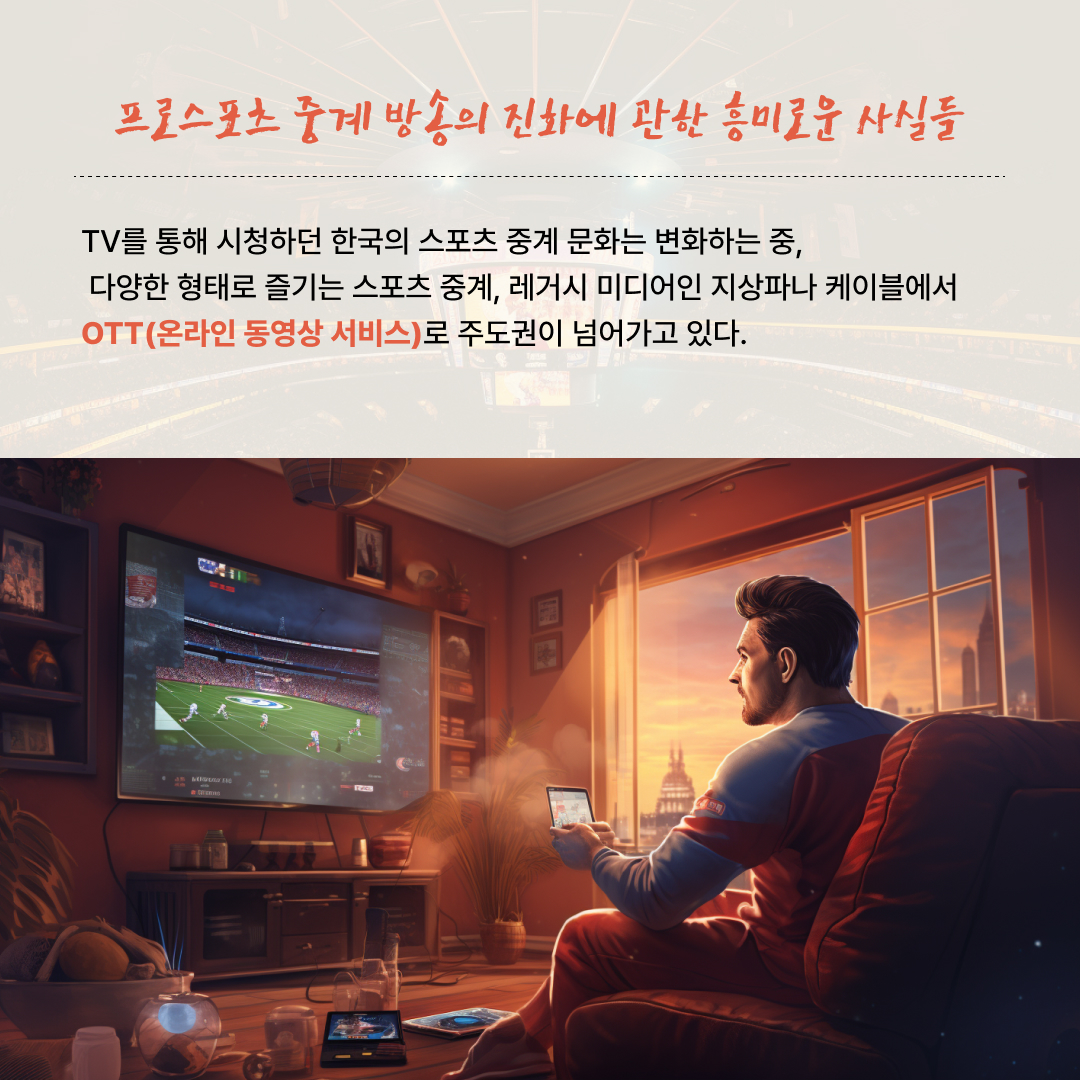 프로스포츠 중계 방송의 진화에 관한 흥미로운 사실들
TV를 통해 시청하던 한국의 스포츠 중계 문화는 변화하는 중,
다양한 형태로 즐기는 스포츠 중계, 레거시 미디어인 지상파나 케이블에서
OTT(온라인 동영상 서비스)로 주도권이 넘어가고 있다.